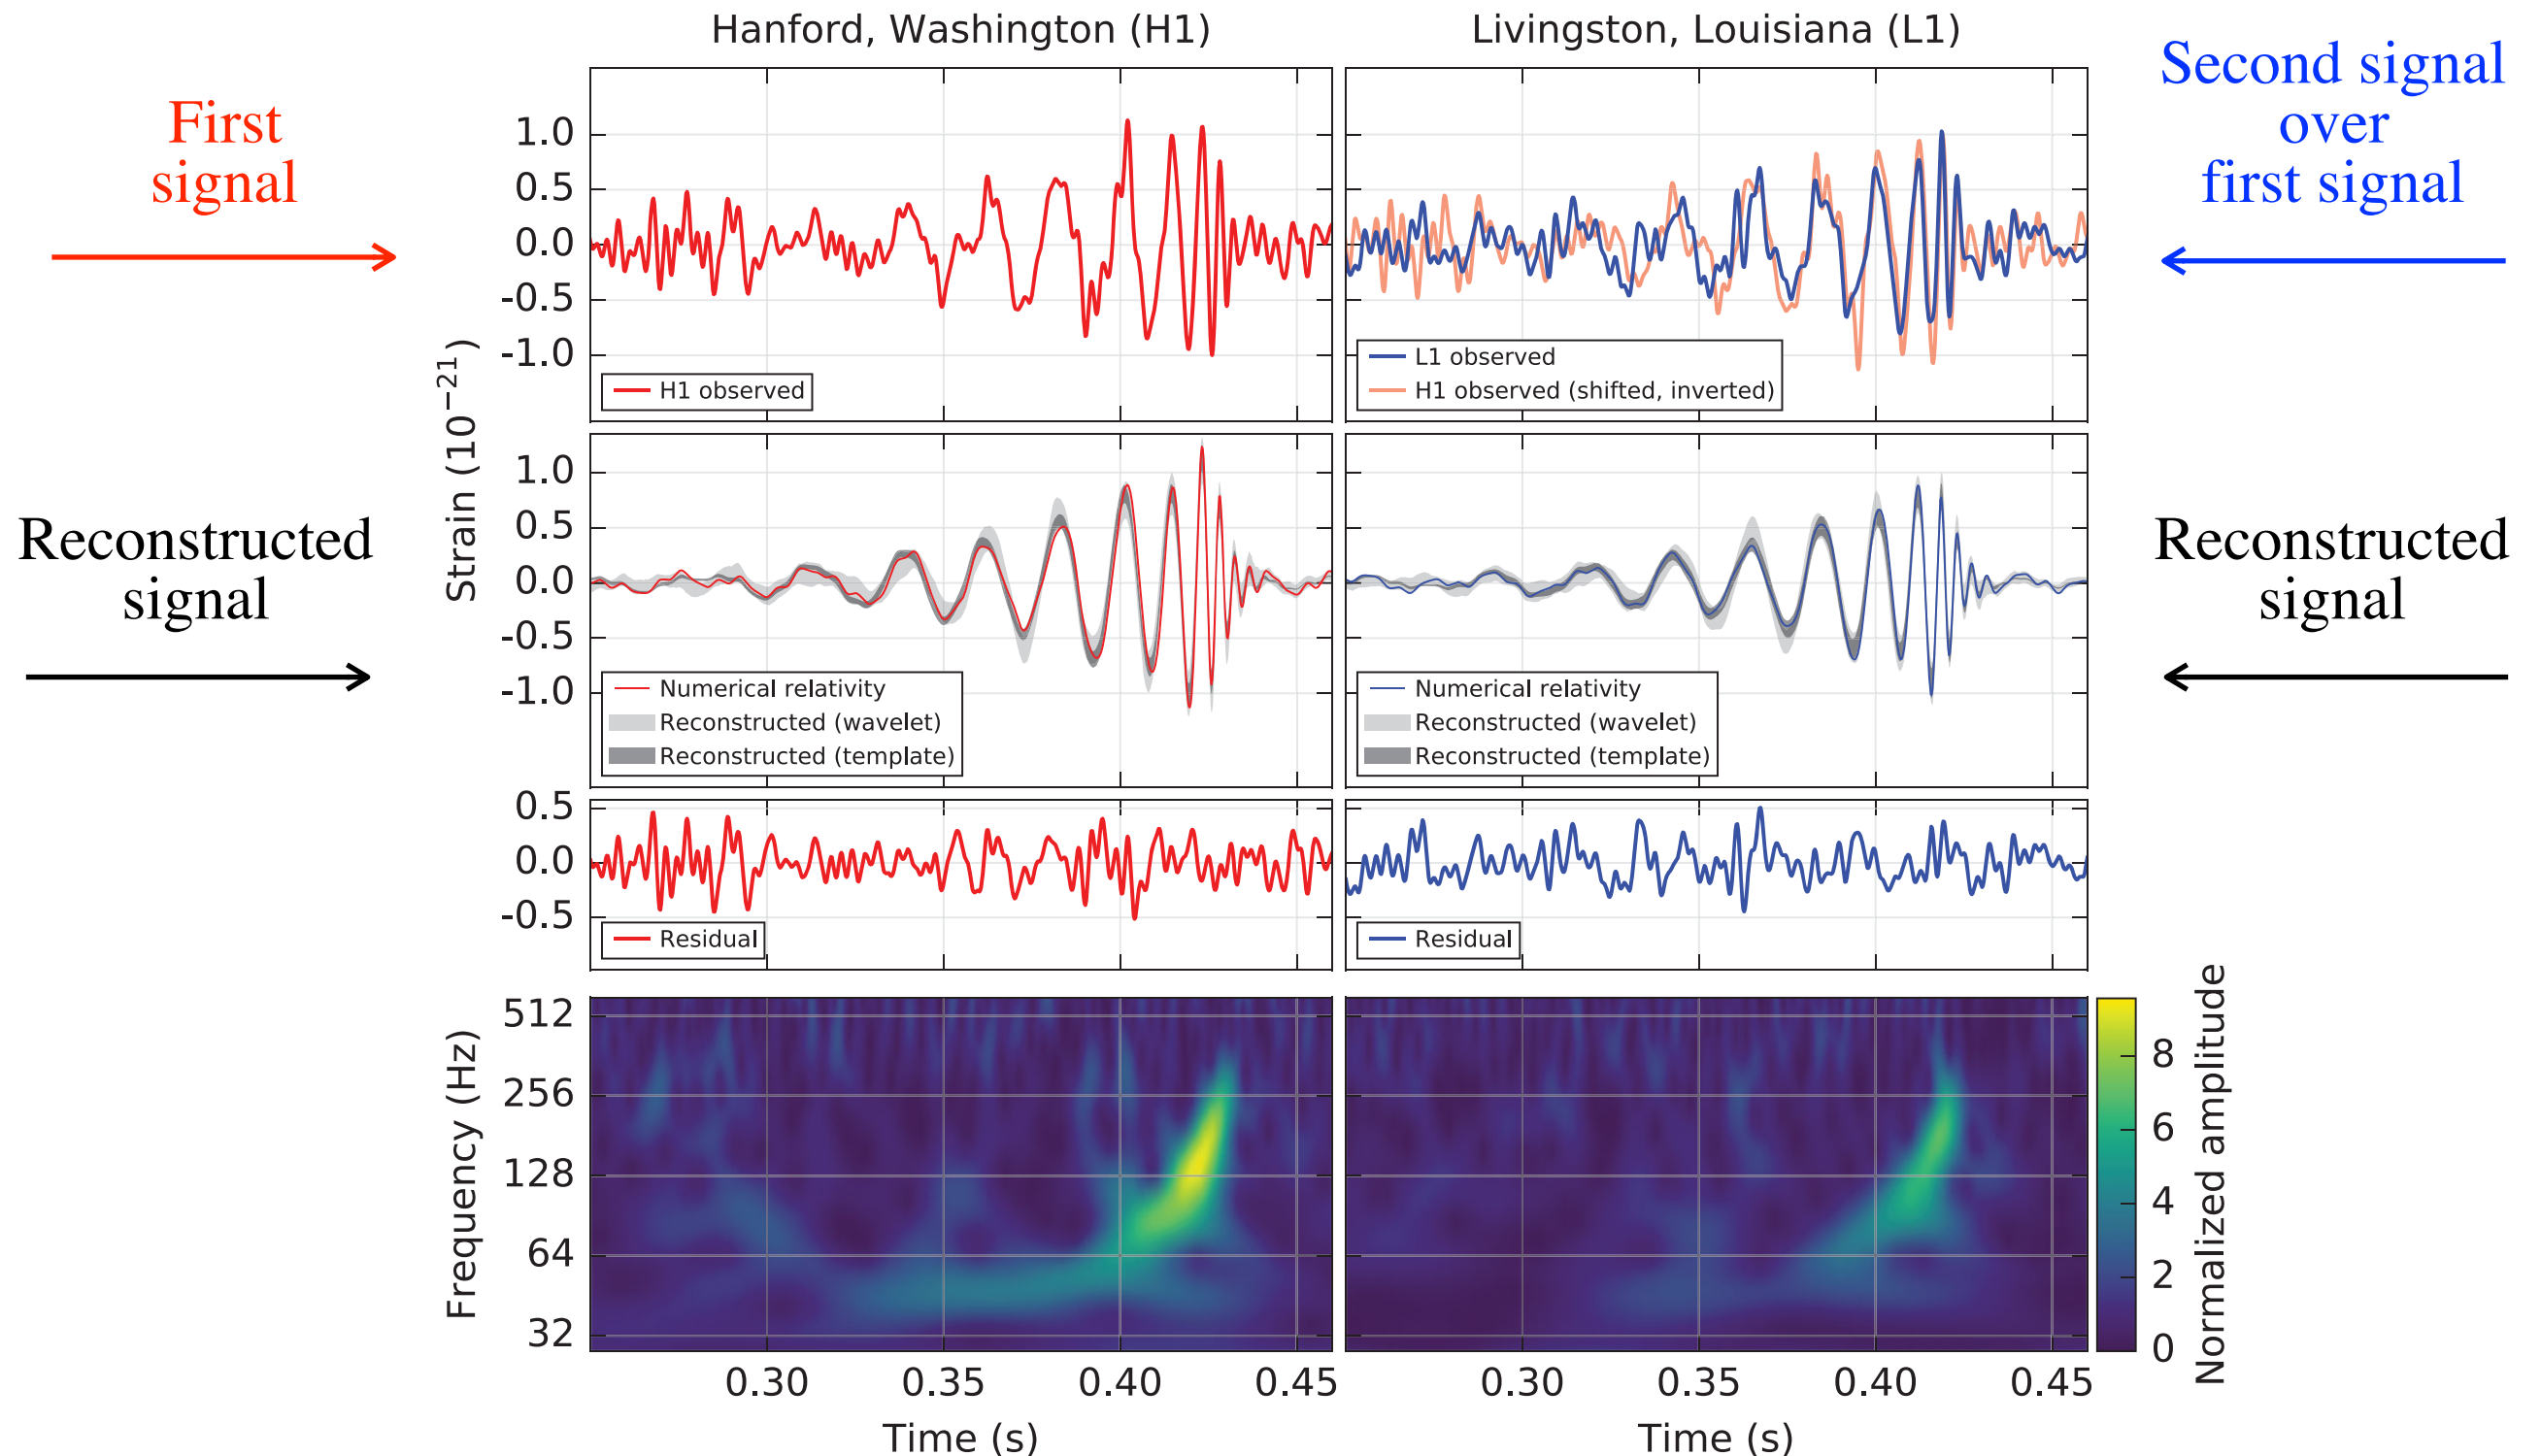 Hanford, Washington (H1)
Livingston, Louisiana (L1)
First
signal
Second signal
over
first signal
1.0
0.5
0.0
-0.5
-1.0
H1 observed
L1 observed
H1 observed (shifted, inverted)
Strain (10⁻²¹)
Reconstructed
signal
Reconstructed
signal
1.0
0.5
0.0
-0.5
-1.0
Numerical relativity
Reconstructed (wavelet)
Reconstructed (template)
Numerical relativity
Reconstructed (wavelet)
Reconstructed (template)
0.5
0.0
-0.5
Residual
Residual
Frequency (Hz)
512
256
128
64
32
Normalized amplitude
8
6
4
2
0
0.30 0.35 0.40 0.45
0.30 0.35 0.40 0.45
Time (s)
Time (s)